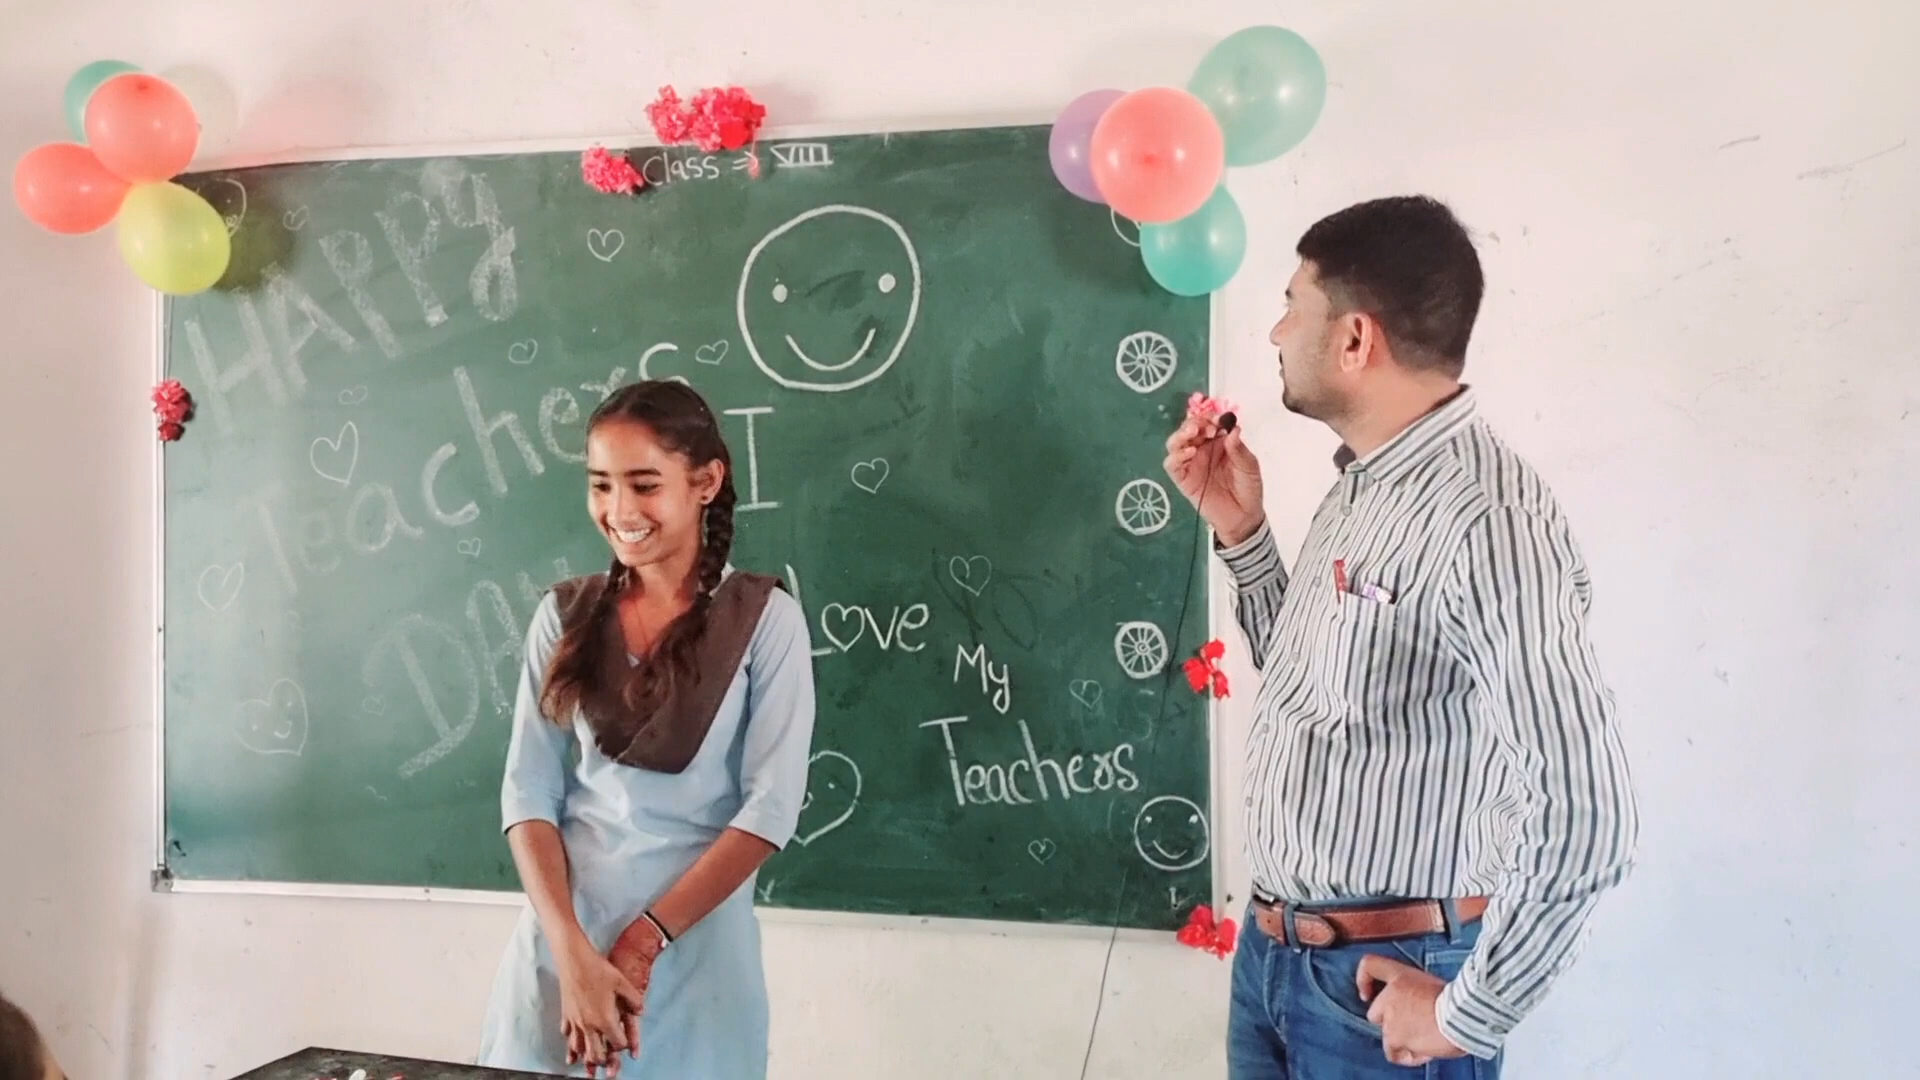 Class ⇒ VIII
HAPPY
Teachers
DAY
I
Love
My
Teachers